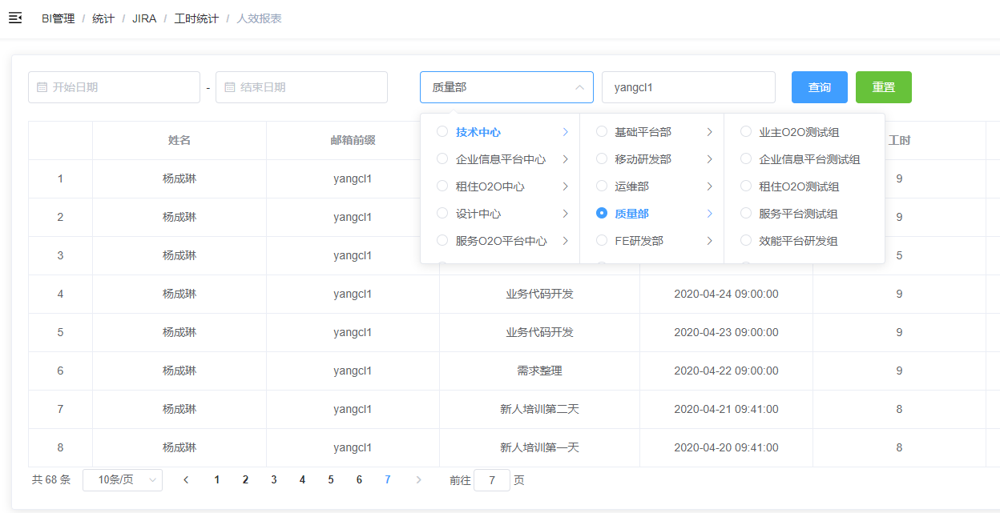 BI管理 / 统计 / JIRA / 工时统计 / 人效报表
开始日期 - 结束日期 质量部 yangcl1 查询 重置
姓名 邮箱前缀 工时
技术中心 基础平台部 业主O2O测试组
企业信息平台中心 移动研发部 企业信息平台测试组
租住O2O中心 运维部 租住O2O测试组
设计中心 质量部 服务平台测试组
服务O2O平台中心 FE研发部 效能平台研发组
1 杨成琳 yangcl1 9
2 杨成琳 yangcl1 9
3 杨成琳 yangcl1 5
4 杨成琳 yangcl1 业务代码开发 2020-04-24 09:00:00 9
5 杨成琳 yangcl1 业务代码开发 2020-04-23 09:00:00 9
6 杨成琳 yangcl1 需求整理 2020-04-22 09:00:00 9
7 杨成琳 yangcl1 新人培训第二天 2020-04-21 09:41:00 8
8 杨成琳 yangcl1 新人培训第一天 2020-04-20 09:41:00 8
共 68 条 10条/页 1 2 3 4 5 6 7 前往 7 页